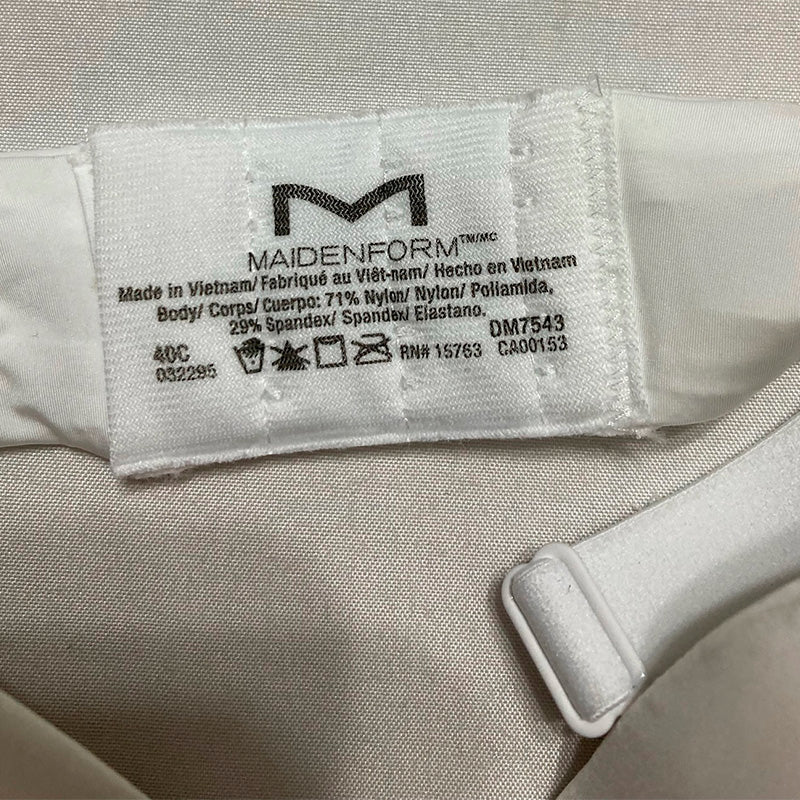 M
MAIDENFORM™/MC
Made in Vietnam/ Fabriqué au Viêt-nam/ Hecho en Vietnam
Body/ Corps/ Cuerpo: 71% Nylon/ Nylon/ Poliamida,
29% Spandex/ Spandex/ Elastano.
DM7543
40C RN# 15763 CA00153
032295